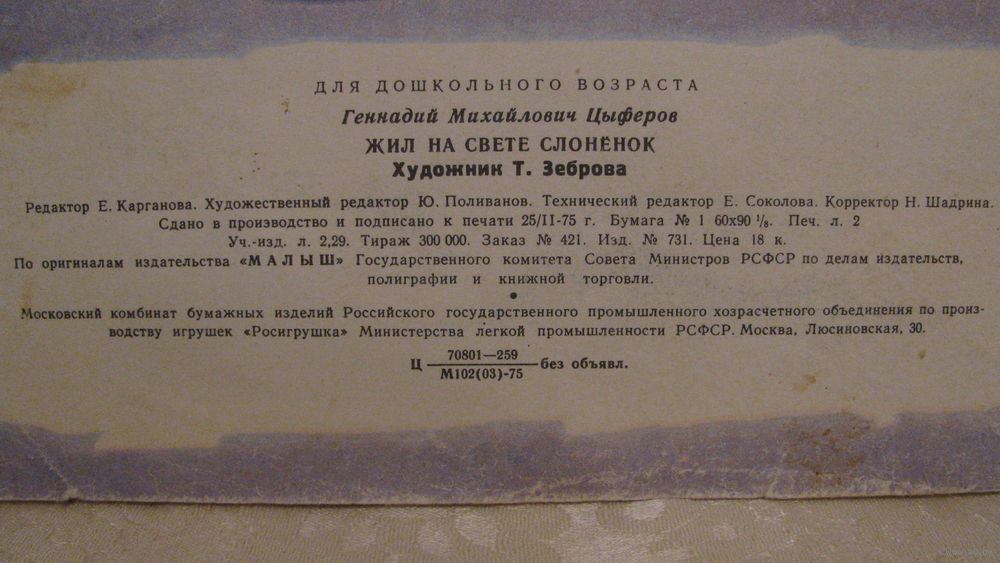 ДЛЯ ДОШКОЛЬНОГО ВОЗРАСТА
Геннадий Михайлович Цыферов
ЖИЛ НА СВЕТЕ СЛОНЁНОК
Художник Т. Зеброва
Редактор Е. Карганова. Художественный редактор Ю. Поливанов. Технический редактор Е. Соколова. Корректор Н. Шадрина.
Сдано в производство и подписано к печати 25/II-75 г. Бумага № 1 60х90 ⅛. Печ. л. 2
Уч.-изд. л. 2,29. Тираж 300 000. Заказ № 421. Изд. № 731. Цена 18 к.
По оригиналам издательства «МАЛЫШ» Государственного комитета Совета Министров РСФСР по делам издательств,
полиграфии и книжной торговли.
Московский комбинат бумажных изделий Российского государственного промышленного хозрасчетного объединения по произ-
водству игрушек «Росигрушка» Министерства легкой промышленности РСФСР. Москва, Люсиновская, 30.
70801—259
Ц — без объявл.
М102(03)-75